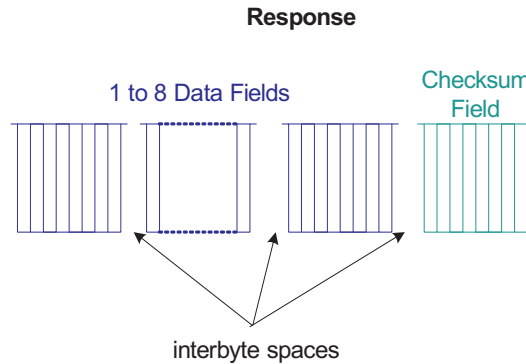 Response
1 to 8 Data Fields
Checksum
Field
interbyte spaces